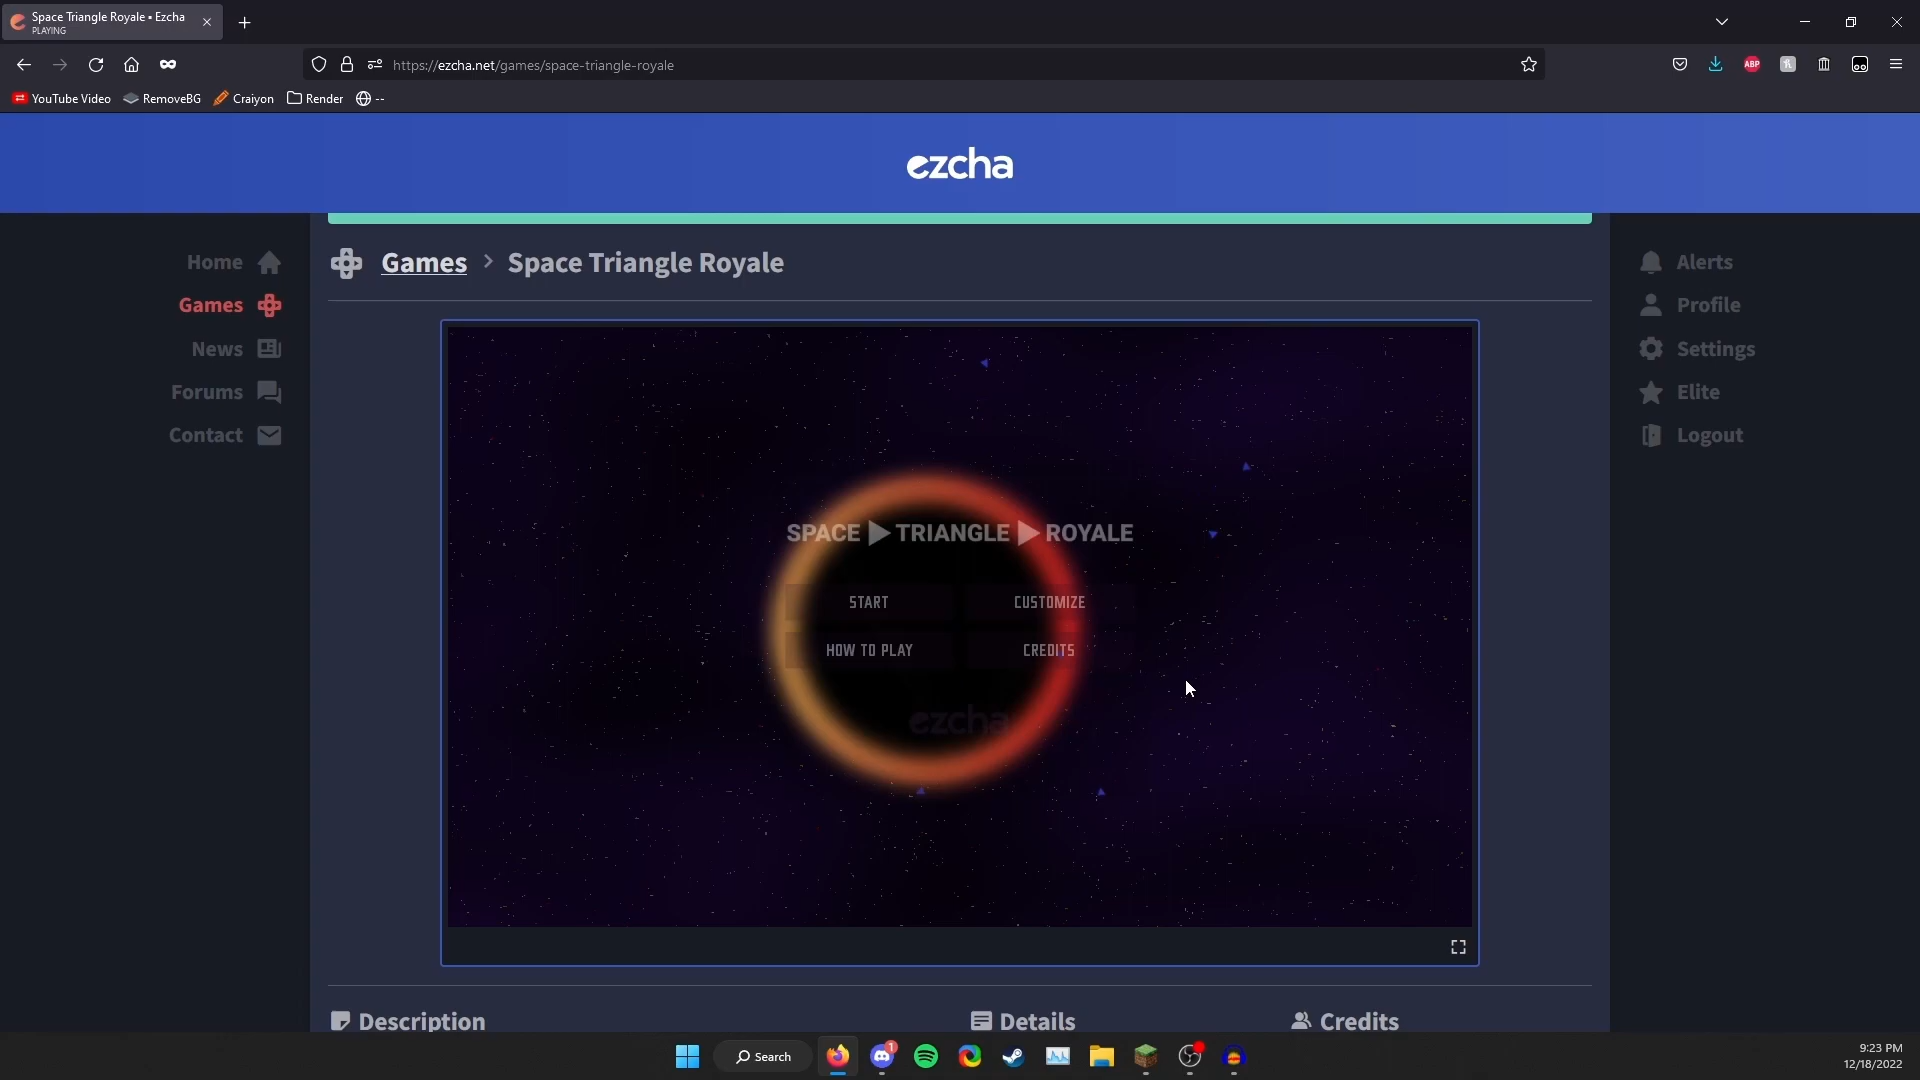 Space Triangle Royale • Ezcha
PLAYING
https://ezcha.net/games/space-triangle-royale
ABP
YouTube Video
RemoveBG
Craiyon
Render
--
ezcha
Games > Space Triangle Royale
Home
Games
News
Forums
Contact
Alerts
Profile
Settings
Elite
Logout
SPACE ▶ TRIANGLE ▶ ROYALE
START
CUSTOMIZE
HOW TO PLAY
CREDITS
ezcha
Description
Details
Credits
Search
1
9:23 PM
12/18/2022